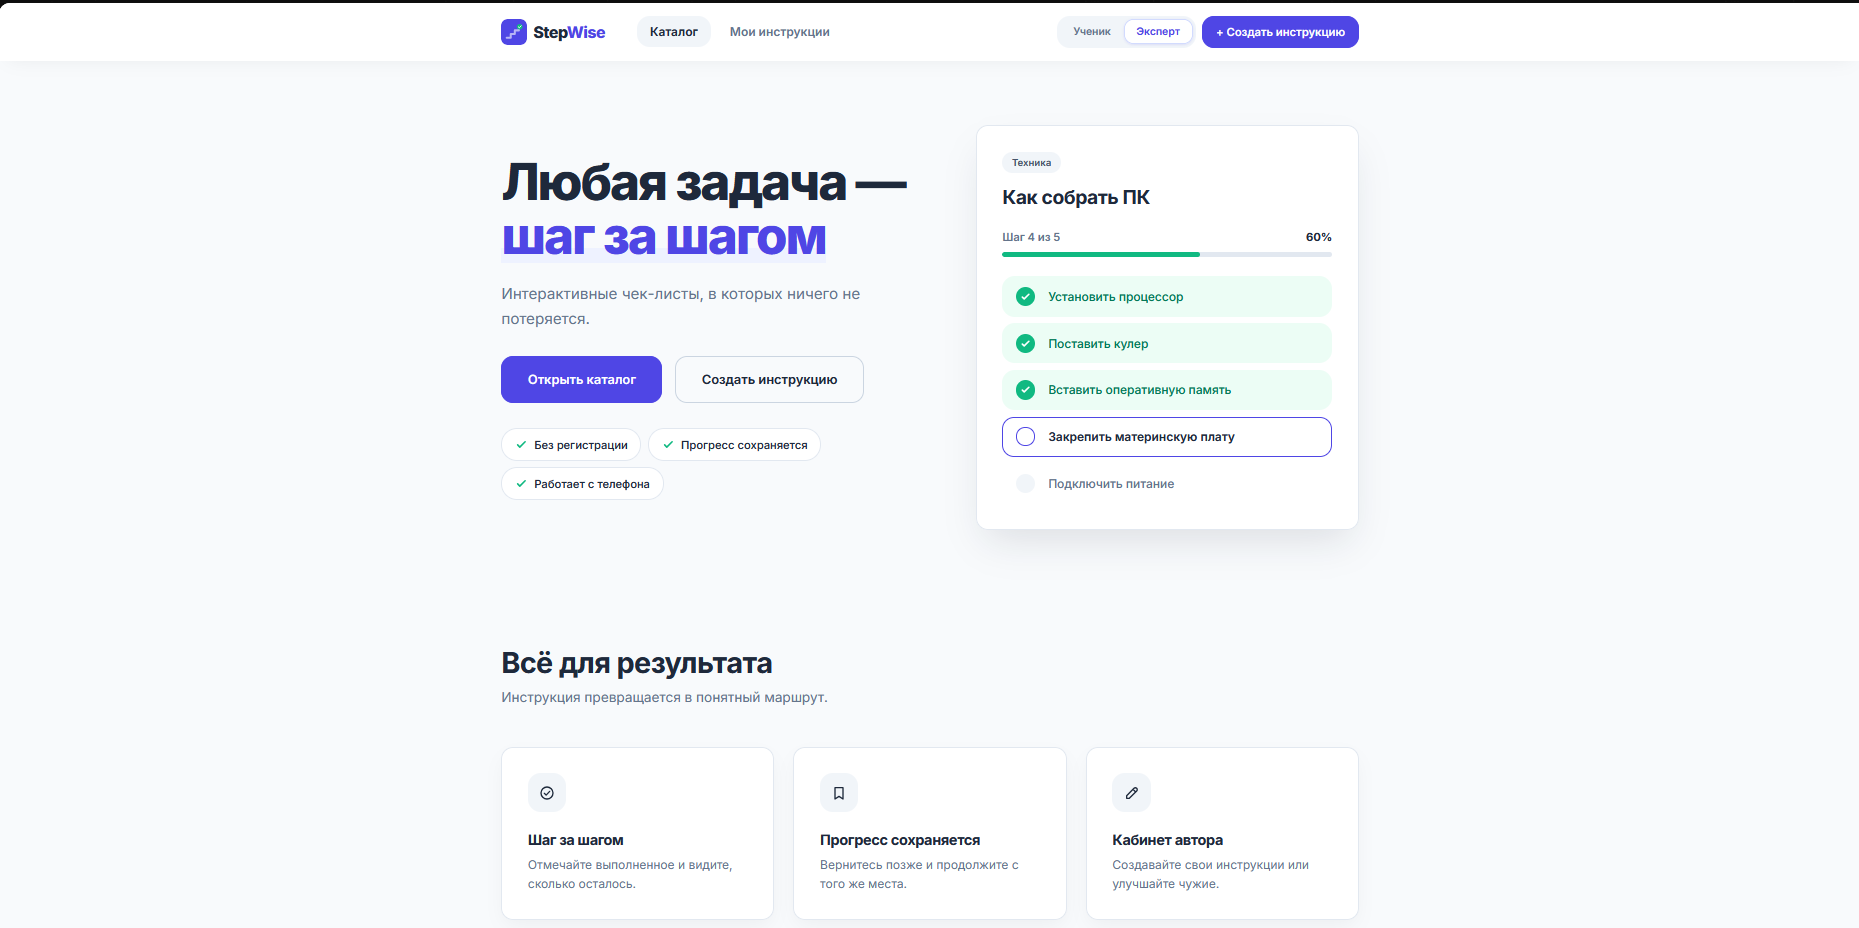 StepWise
Каталог
Мои инструкции
Ученик
Эксперт
+ Создать инструкцию
Любая задача —
шаг за шагом
Интерактивные чек-листы, в которых ничего не
потеряется.
Открыть каталог
Создать инструкцию
Без регистрации
Прогресс сохраняется
Работает с телефона
Техника
Как собрать ПК
Шаг 4 из 5
60%
Установить процессор
Поставить кулер
Вставить оперативную память
Закрепить материнскую плату
Подключить питание
Всё для результата
Инструкция превращается в понятный маршрут.
Шаг за шагом
Отмечайте выполненное и видите,
сколько осталось.
Прогресс сохраняется
Вернитесь позже и продолжите с
того же места.
Кабинет автора
Создавайте свои инструкции или
улучшайте чужие.